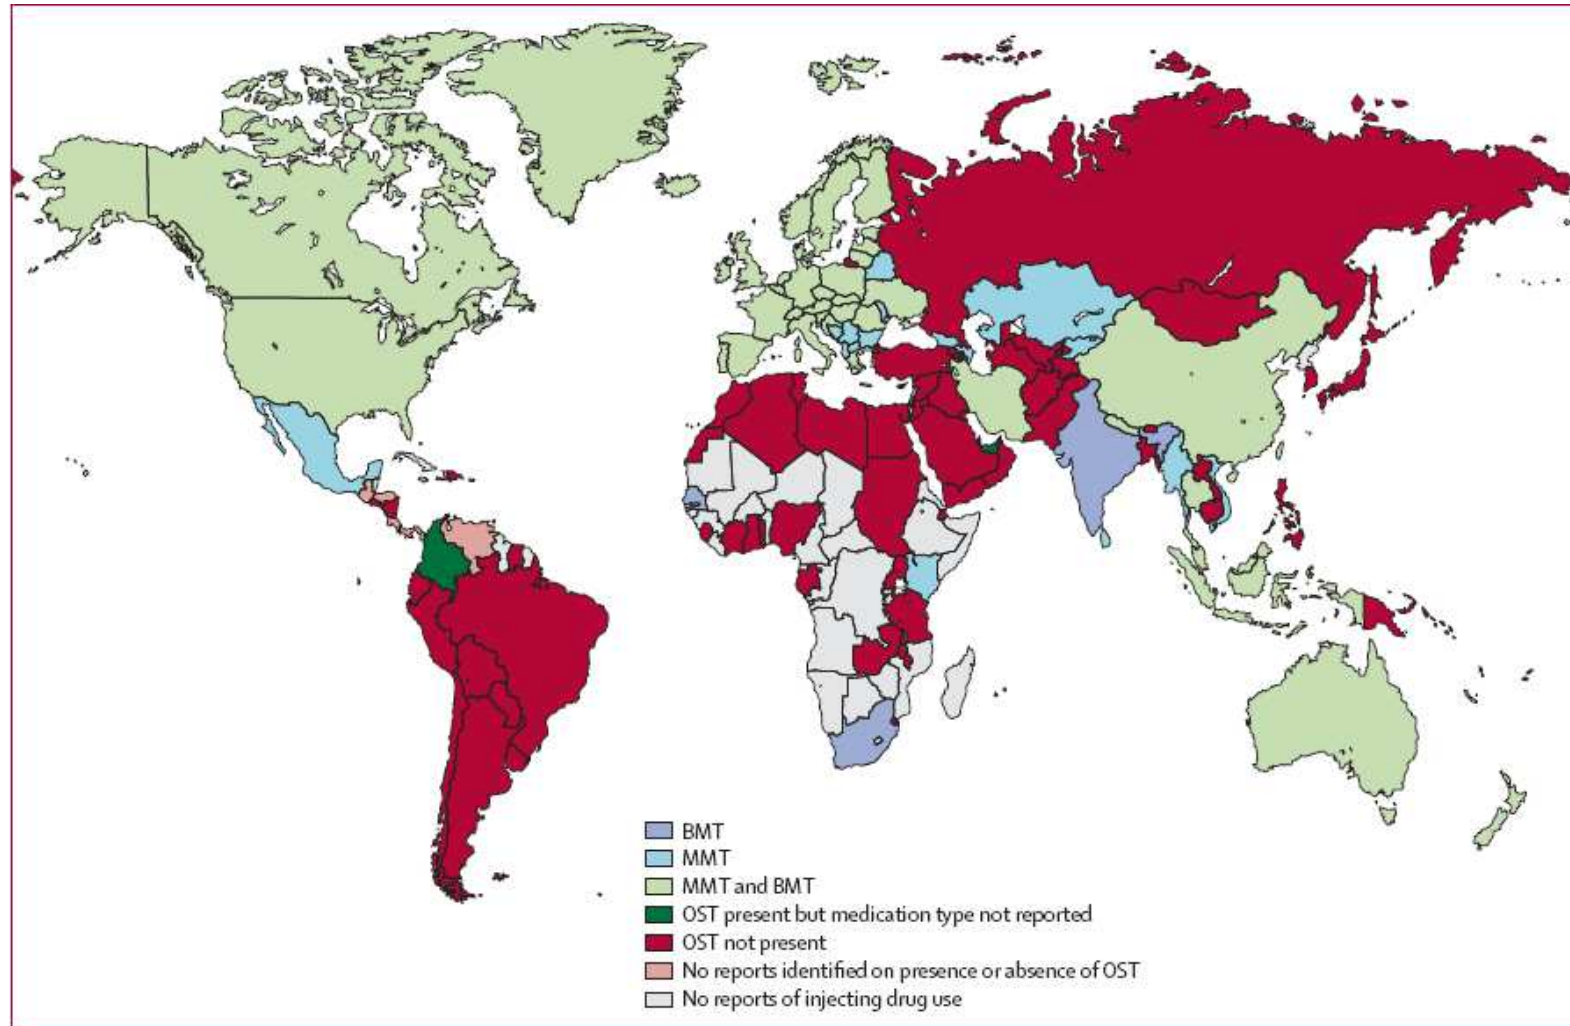 BMT
MMT
MMT and BMT
OST present but medication type not reported
OST not present
No reports identified on presence or absence of OST
No reports of injecting drug use